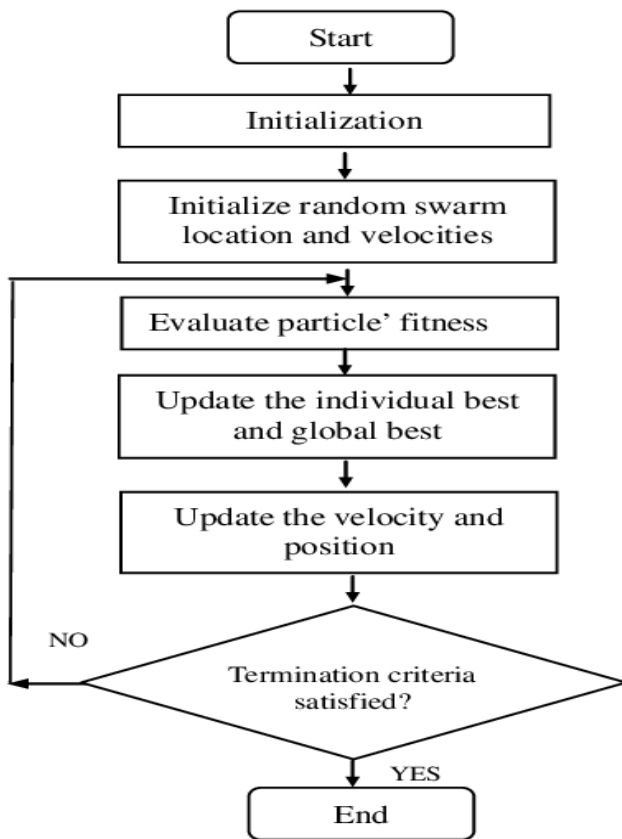 Start
Initialization
Initialize random swarm
location and velocities
Evaluate particle’ fitness
Update the individual best
and global best
Update the velocity and
position
NO
Termination criteria
satisfied?
YES
End